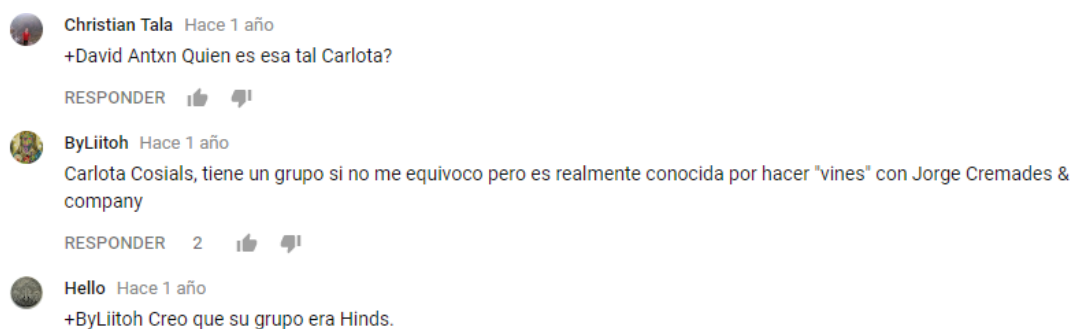 Christian Tala Hace 1 año
+David Antxn Quien es esa tal Carlota?
RESPONDER
ByLiitoh Hace 1 año
Carlota Cosials, tiene un grupo si no me equivoco pero es realmente conocida por hacer "vines" con Jorge Cremades &
company
RESPONDER 2
Hello Hace 1 año
+ByLiitoh Creo que su grupo era Hinds.